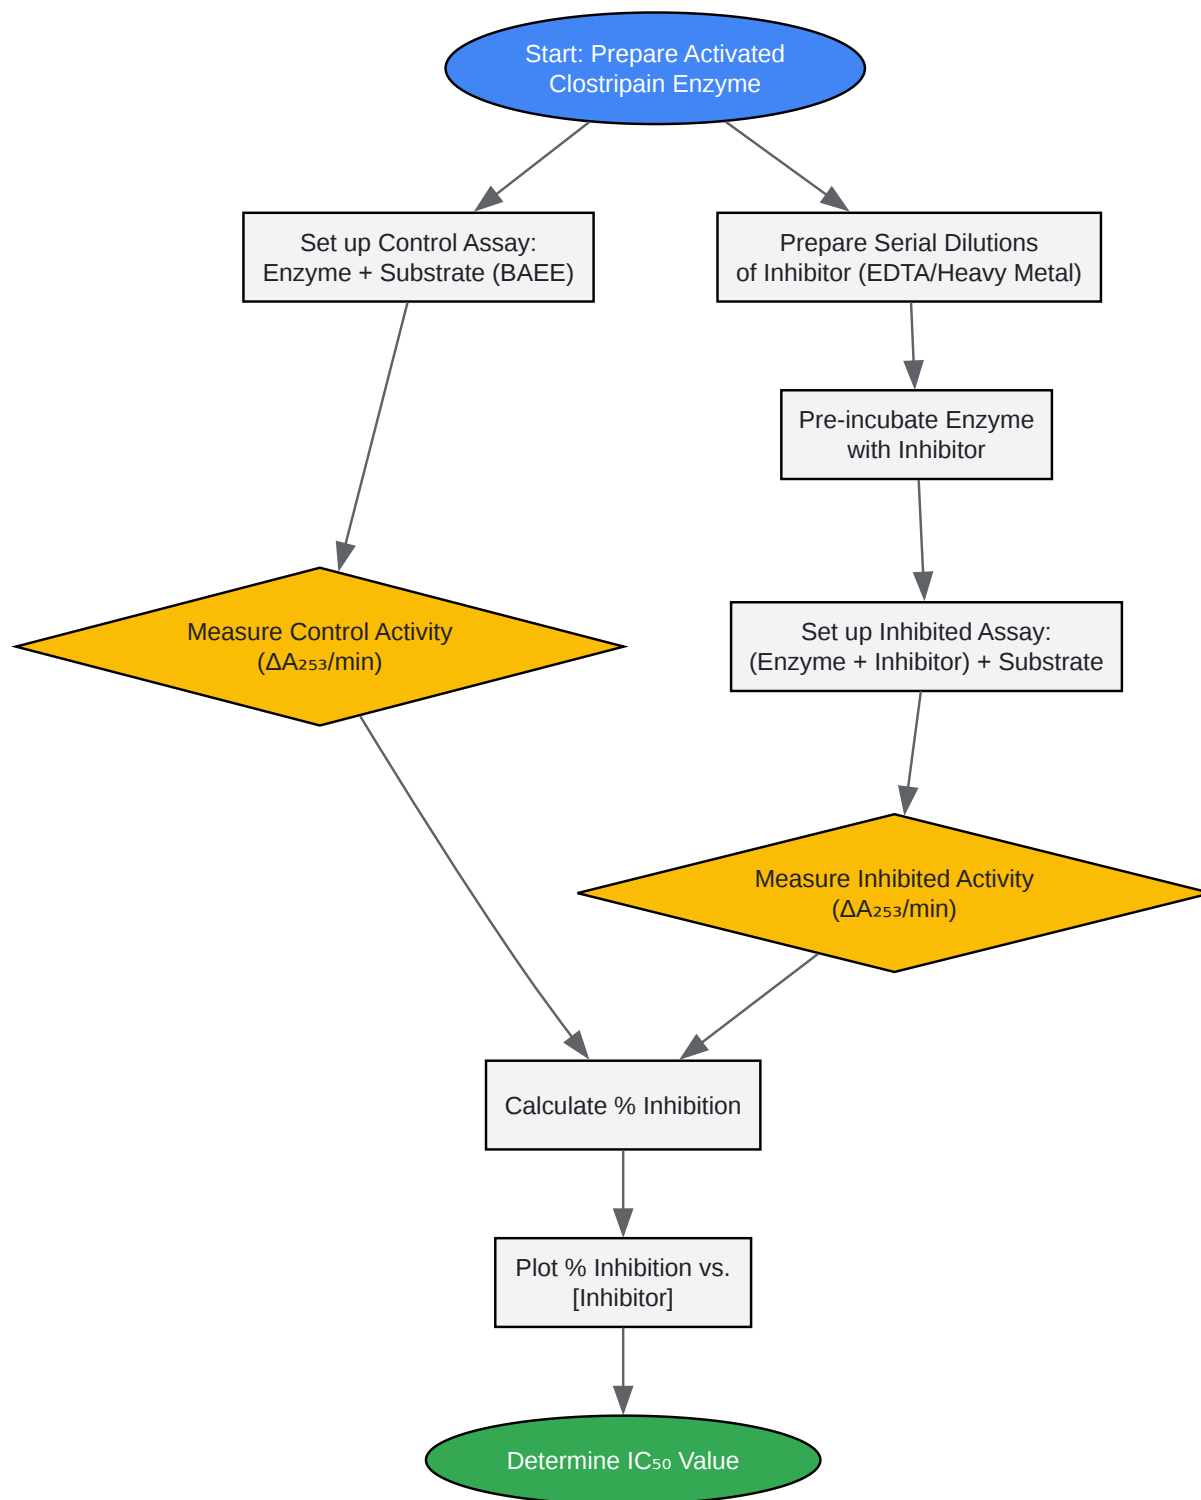 Start: Prepare Activated
Clostripain Enzyme
Set up Control Assay:
Enzyme + Substrate (BAEE)
Prepare Serial Dilutions
of Inhibitor (EDTA/Heavy Metal)
Pre-incubate Enzyme
with Inhibitor
Measure Control Activity
(ΔA₂₅₃/min)
Set up Inhibited Assay:
(Enzyme + Inhibitor) + Substrate
Measure Inhibited Activity
(ΔA₂₅₃/min)
Calculate % Inhibition
Plot % Inhibition vs.
[Inhibitor]
Determine IC₅₀ Value